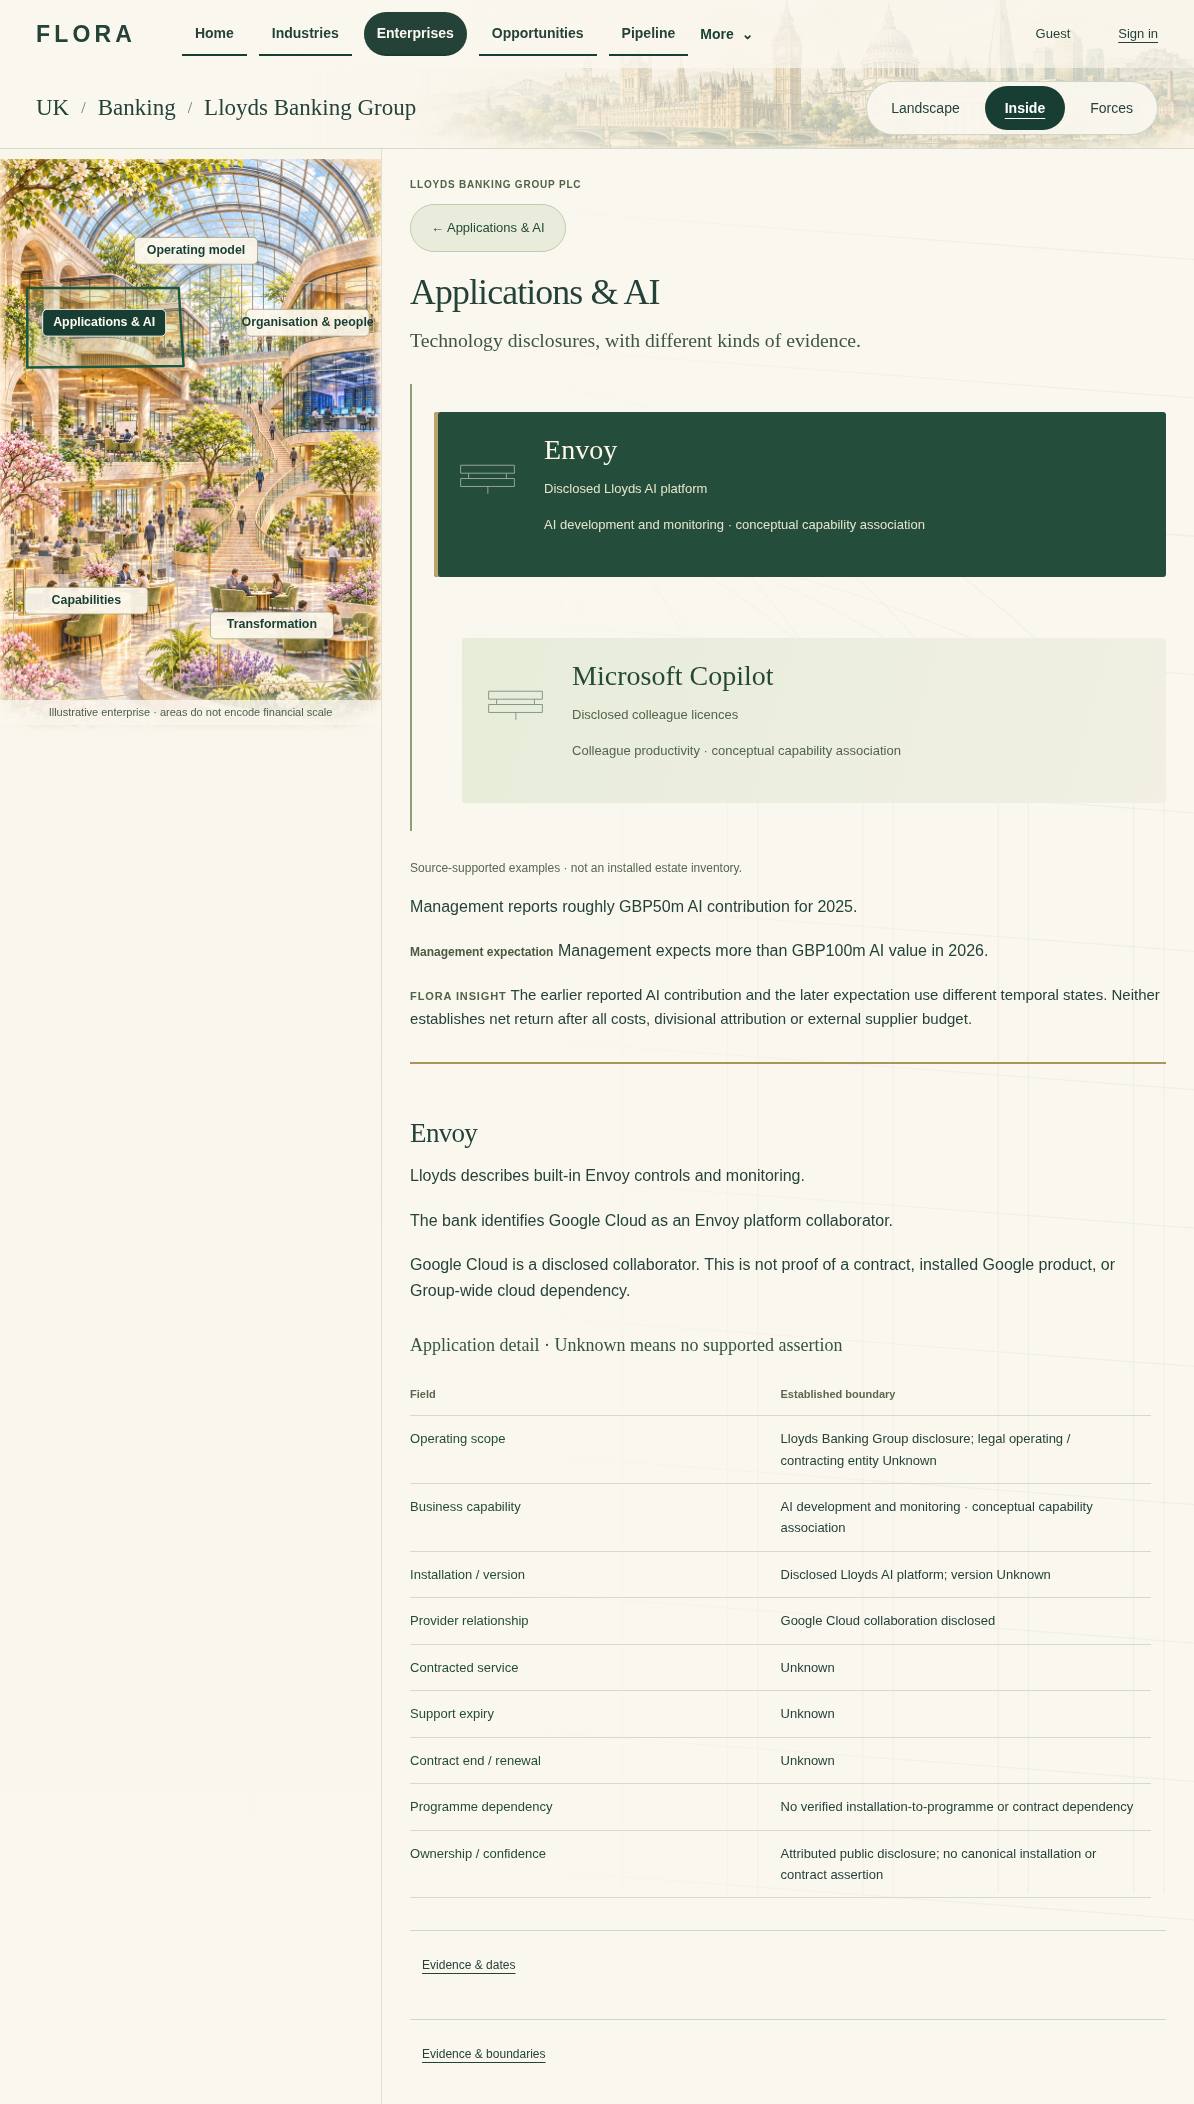 FLORA
Home
Industries
Enterprises
Opportunities
Pipeline
More
Guest
Sign in
UK / Banking / Lloyds Banking Group
Landscape
Inside
Forces
Operating model
Applications & AI
Organisation & people
Capabilities
Transformation
Illustrative enterprise · areas do not encode financial scale
LLOYDS BANKING GROUP PLC
← Applications & AI
Applications & AI
Technology disclosures, with different kinds of evidence.
Envoy
Disclosed Lloyds AI platform
AI development and monitoring · conceptual capability association
Microsoft Copilot
Disclosed colleague licences
Colleague productivity · conceptual capability association
Source-supported examples · not an installed estate inventory.
Management reports roughly GBP50m AI contribution for 2025.
Management expectation Management expects more than GBP100m AI value in 2026.
FLORA INSIGHT The earlier reported AI contribution and the later expectation use different temporal states. Neither
establishes net return after all costs, divisional attribution or external supplier budget.
Envoy
Lloyds describes built-in Envoy controls and monitoring.
The bank identifies Google Cloud as an Envoy platform collaborator.
Google Cloud is a disclosed collaborator. This is not proof of a contract, installed Google product, or
Group-wide cloud dependency.
Application detail · Unknown means no supported assertion
Field
Established boundary
Operating scope
Lloyds Banking Group disclosure; legal operating /
contracting entity Unknown
Business capability
AI development and monitoring · conceptual capability
association
Installation / version
Disclosed Lloyds AI platform; version Unknown
Provider relationship
Google Cloud collaboration disclosed
Contracted service
Unknown
Support expiry
Unknown
Contract end / renewal
Unknown
Programme dependency
No verified installation-to-programme or contract dependency
Ownership / confidence
Attributed public disclosure; no canonical installation or
contract assertion
Evidence & dates
Evidence & boundaries